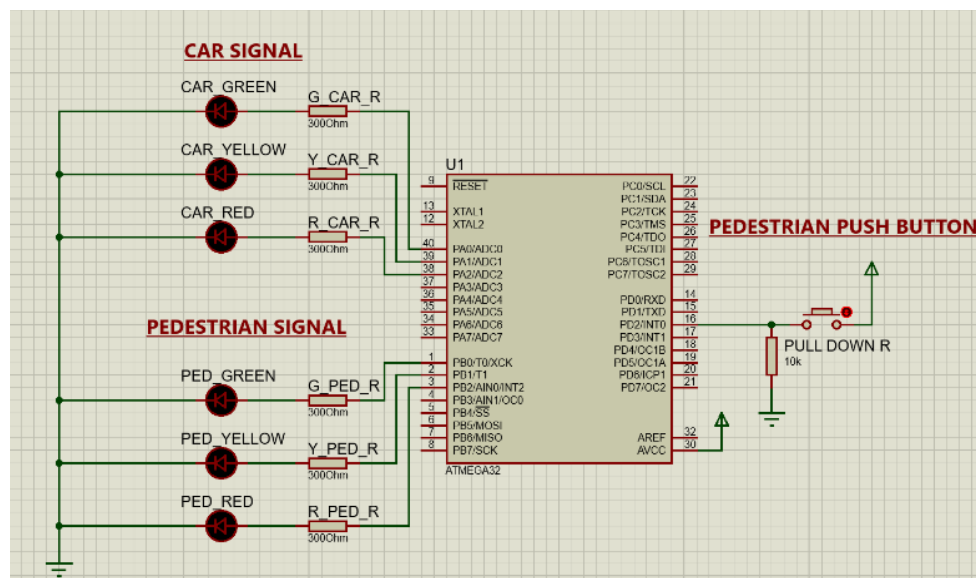 CAR SIGNAL
CAR_GREEN
G_CAR_R
300Ohm
CAR_YELLOW
Y_CAR_R
300Ohm
CAR_RED
R_CAR_R
300Ohm
PEDESTRIAN SIGNAL
PED_GREEN
G_PED_R
300Ohm
PED_YELLOW
Y_PED_R
300Ohm
PED_RED
R_PED_R
300Ohm
U1
9 RESET
13 XTAL1
12 XTAL2
40 PA0/ADC0
39 PA1/ADC1
38 PA2/ADC2
37 PA3/ADC3
36 PA4/ADC4
35 PA5/ADC5
34 PA6/ADC6
33 PA7/ADC7
1 PB0/T0/XCK
2 PB1/T1
3 PB2/AIN0/INT2
4 PB3/AIN1/OC0
5 PB4/SS
6 PB5/MOSI
7 PB6/MISO
8 PB7/SCK
PC0/SCL 22
PC1/SDA 23
PC2/TCK 24
PC3/TMS 25
PC4/TDO 26
PC5/TDI 27
PC6/TOSC1 28
PC7/TOSC2 29
PD0/RXD 14
PD1/TXD 15
PD2/INT0 16
PD3/INT1 17
PD4/OC1B 18
PD5/OC1A 19
PD6/ICP1 20
PD7/OC2 21
AREF 32
AVCC 30
ATMEGA32
PEDESTRIAN PUSH BUTTON
PULL DOWN R
10k